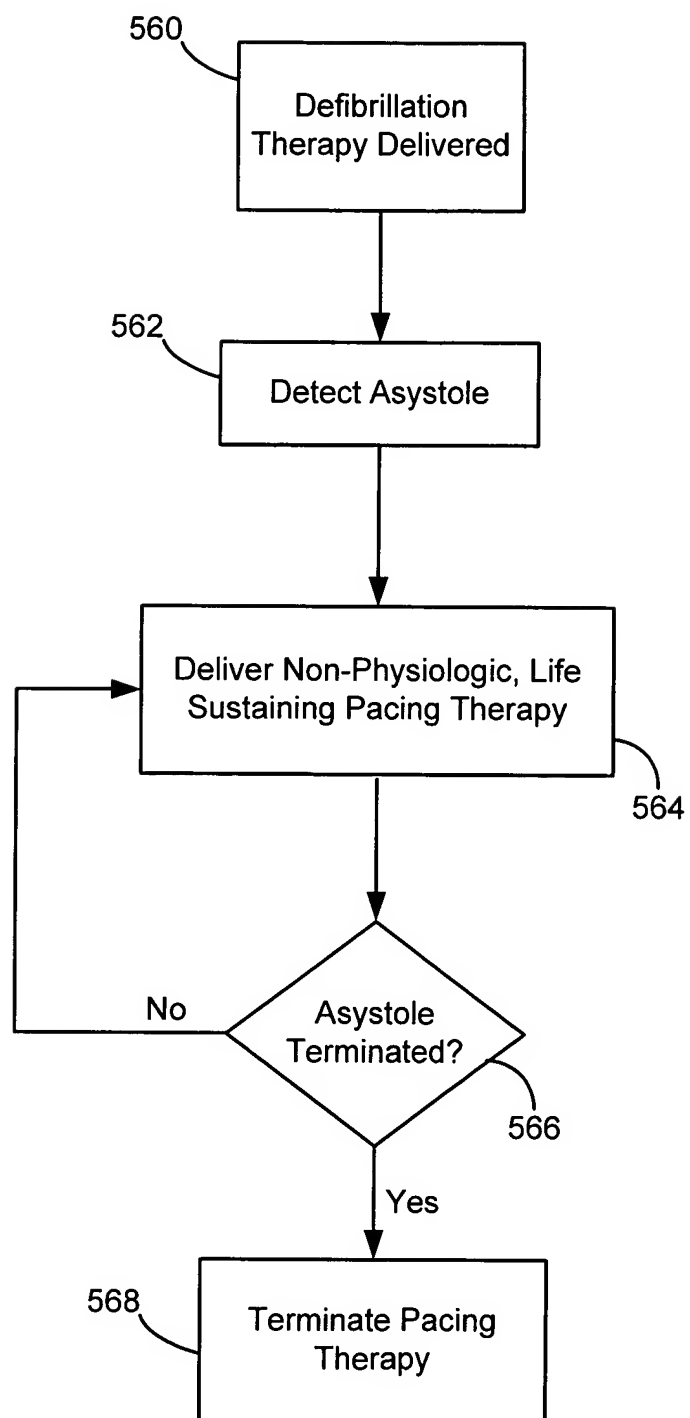 560
Defibrillation
Therapy Delivered
562
Detect Asystole
Deliver Non-Physiologic, Life
Sustaining Pacing Therapy
564
No
Asystole
Terminated?
566
Yes
568
Terminate Pacing
Therapy